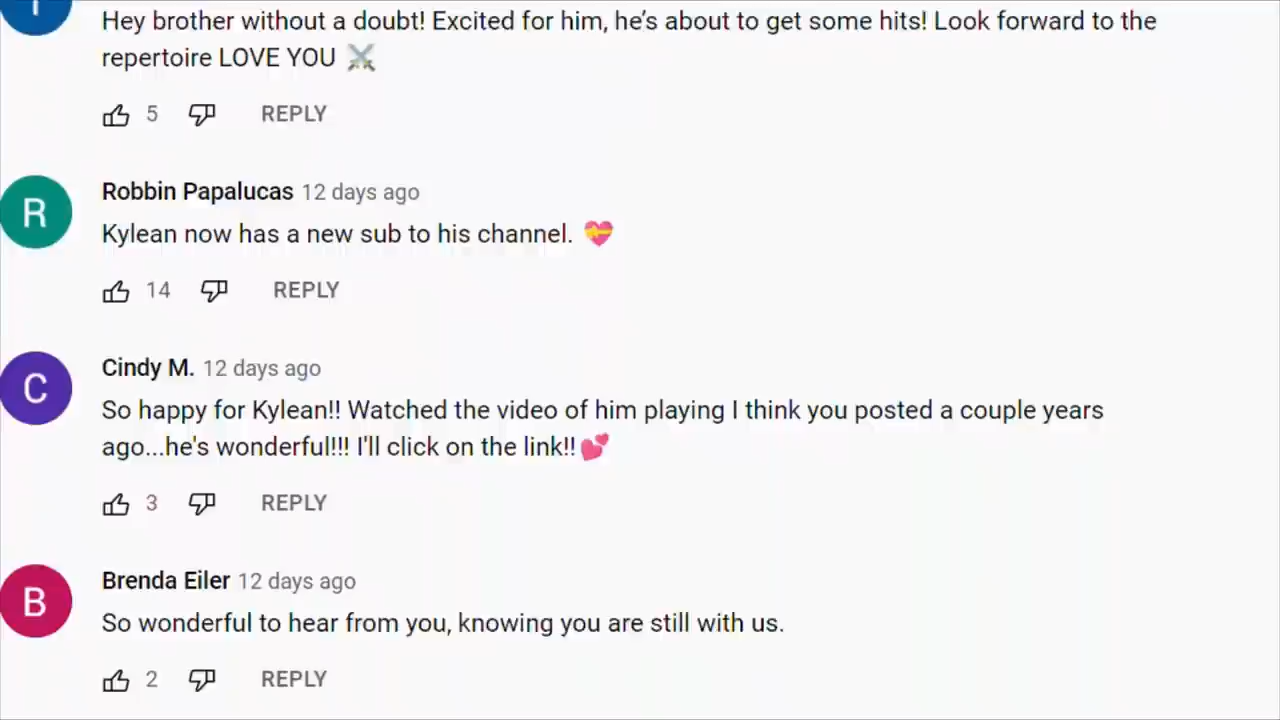 Hey brother without a doubt! Excited for him, he's about to get some hits! Look forward to the
repertoire LOVE YOU ⚔️
5 REPLY
R
Robbin Papalucas 12 days ago
Kylean now has a new sub to his channel. 💝
14 REPLY
C
Cindy M. 12 days ago
So happy for Kylean!! Watched the video of him playing I think you posted a couple years
ago...he's wonderful!!! I'll click on the link!! 💕
3 REPLY
B
Brenda Eiler 12 days ago
So wonderful to hear from you, knowing you are still with us.
2 REPLY